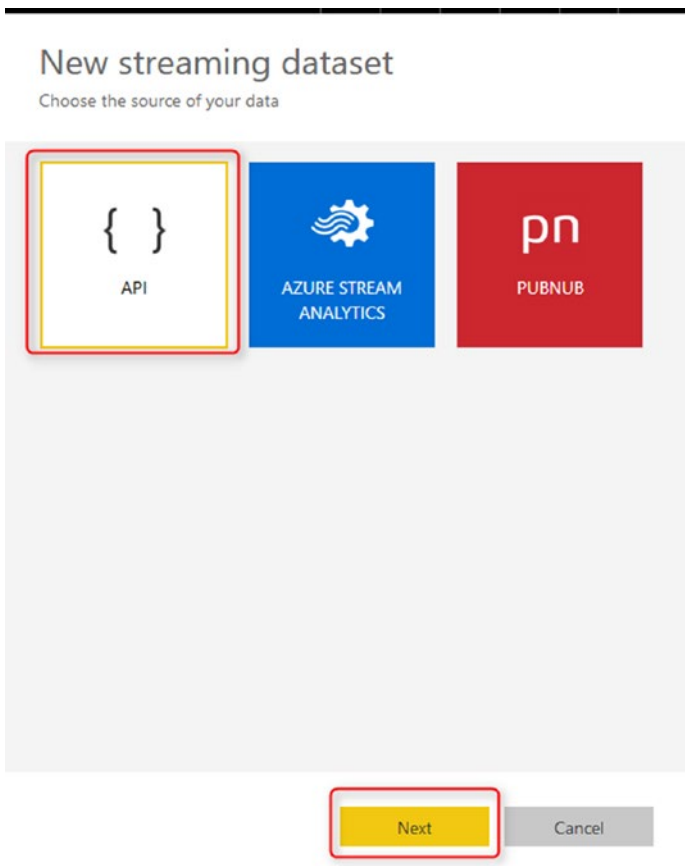 New streaming dataset
Choose the source of your data
{ }
API
AZURE STREAM
ANALYTICS
pn
PUBNUB
Next
Cancel